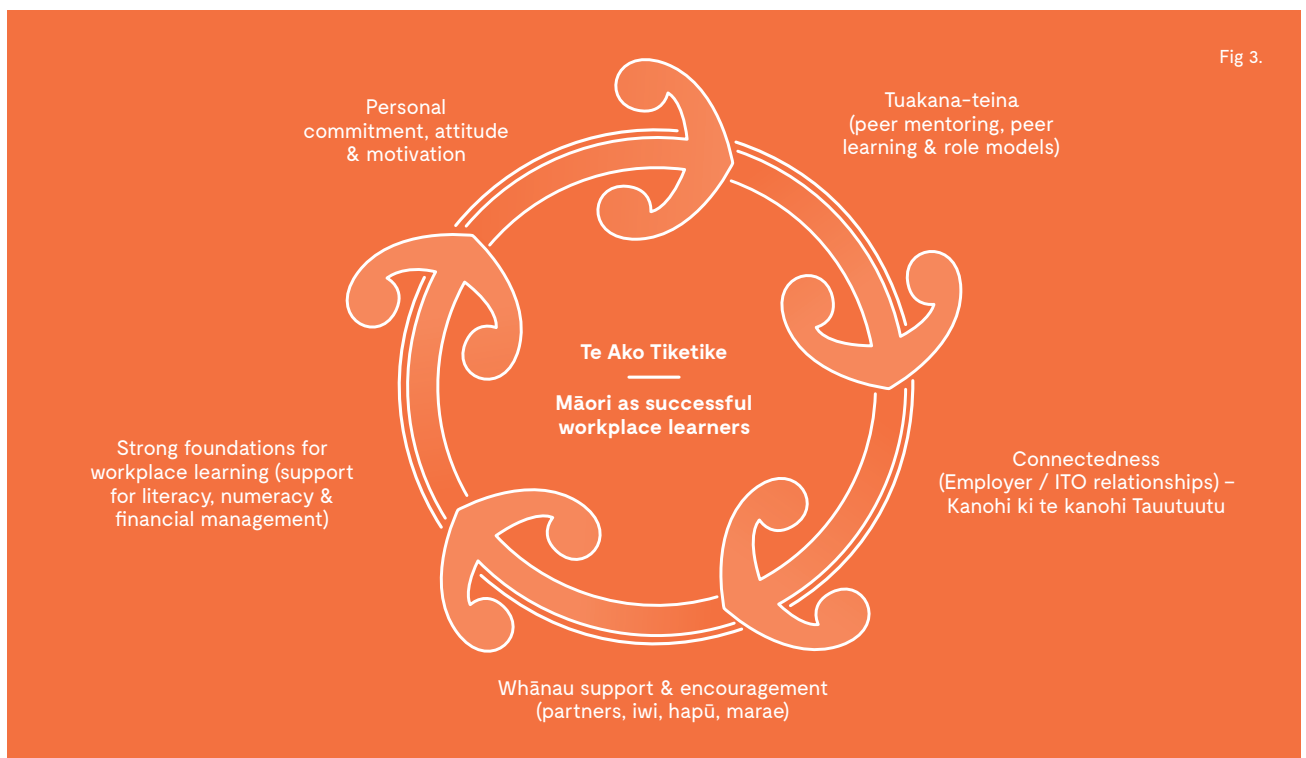 Fig 3.
Personal
commitment, attitude
& motivation
Tuakana-teina
(peer mentoring, peer
learning & role models)
Te Ako Tiketike
Māori as successful
workplace learners
Strong foundations for
workplace learning (support
for literacy, numeracy &
financial management)
Connectedness
(Employer / ITO relationships) –
Kanohi ki te kanohi Tauutuutu
Whānau support & encouragement
(partners, iwi, hapū, marae)